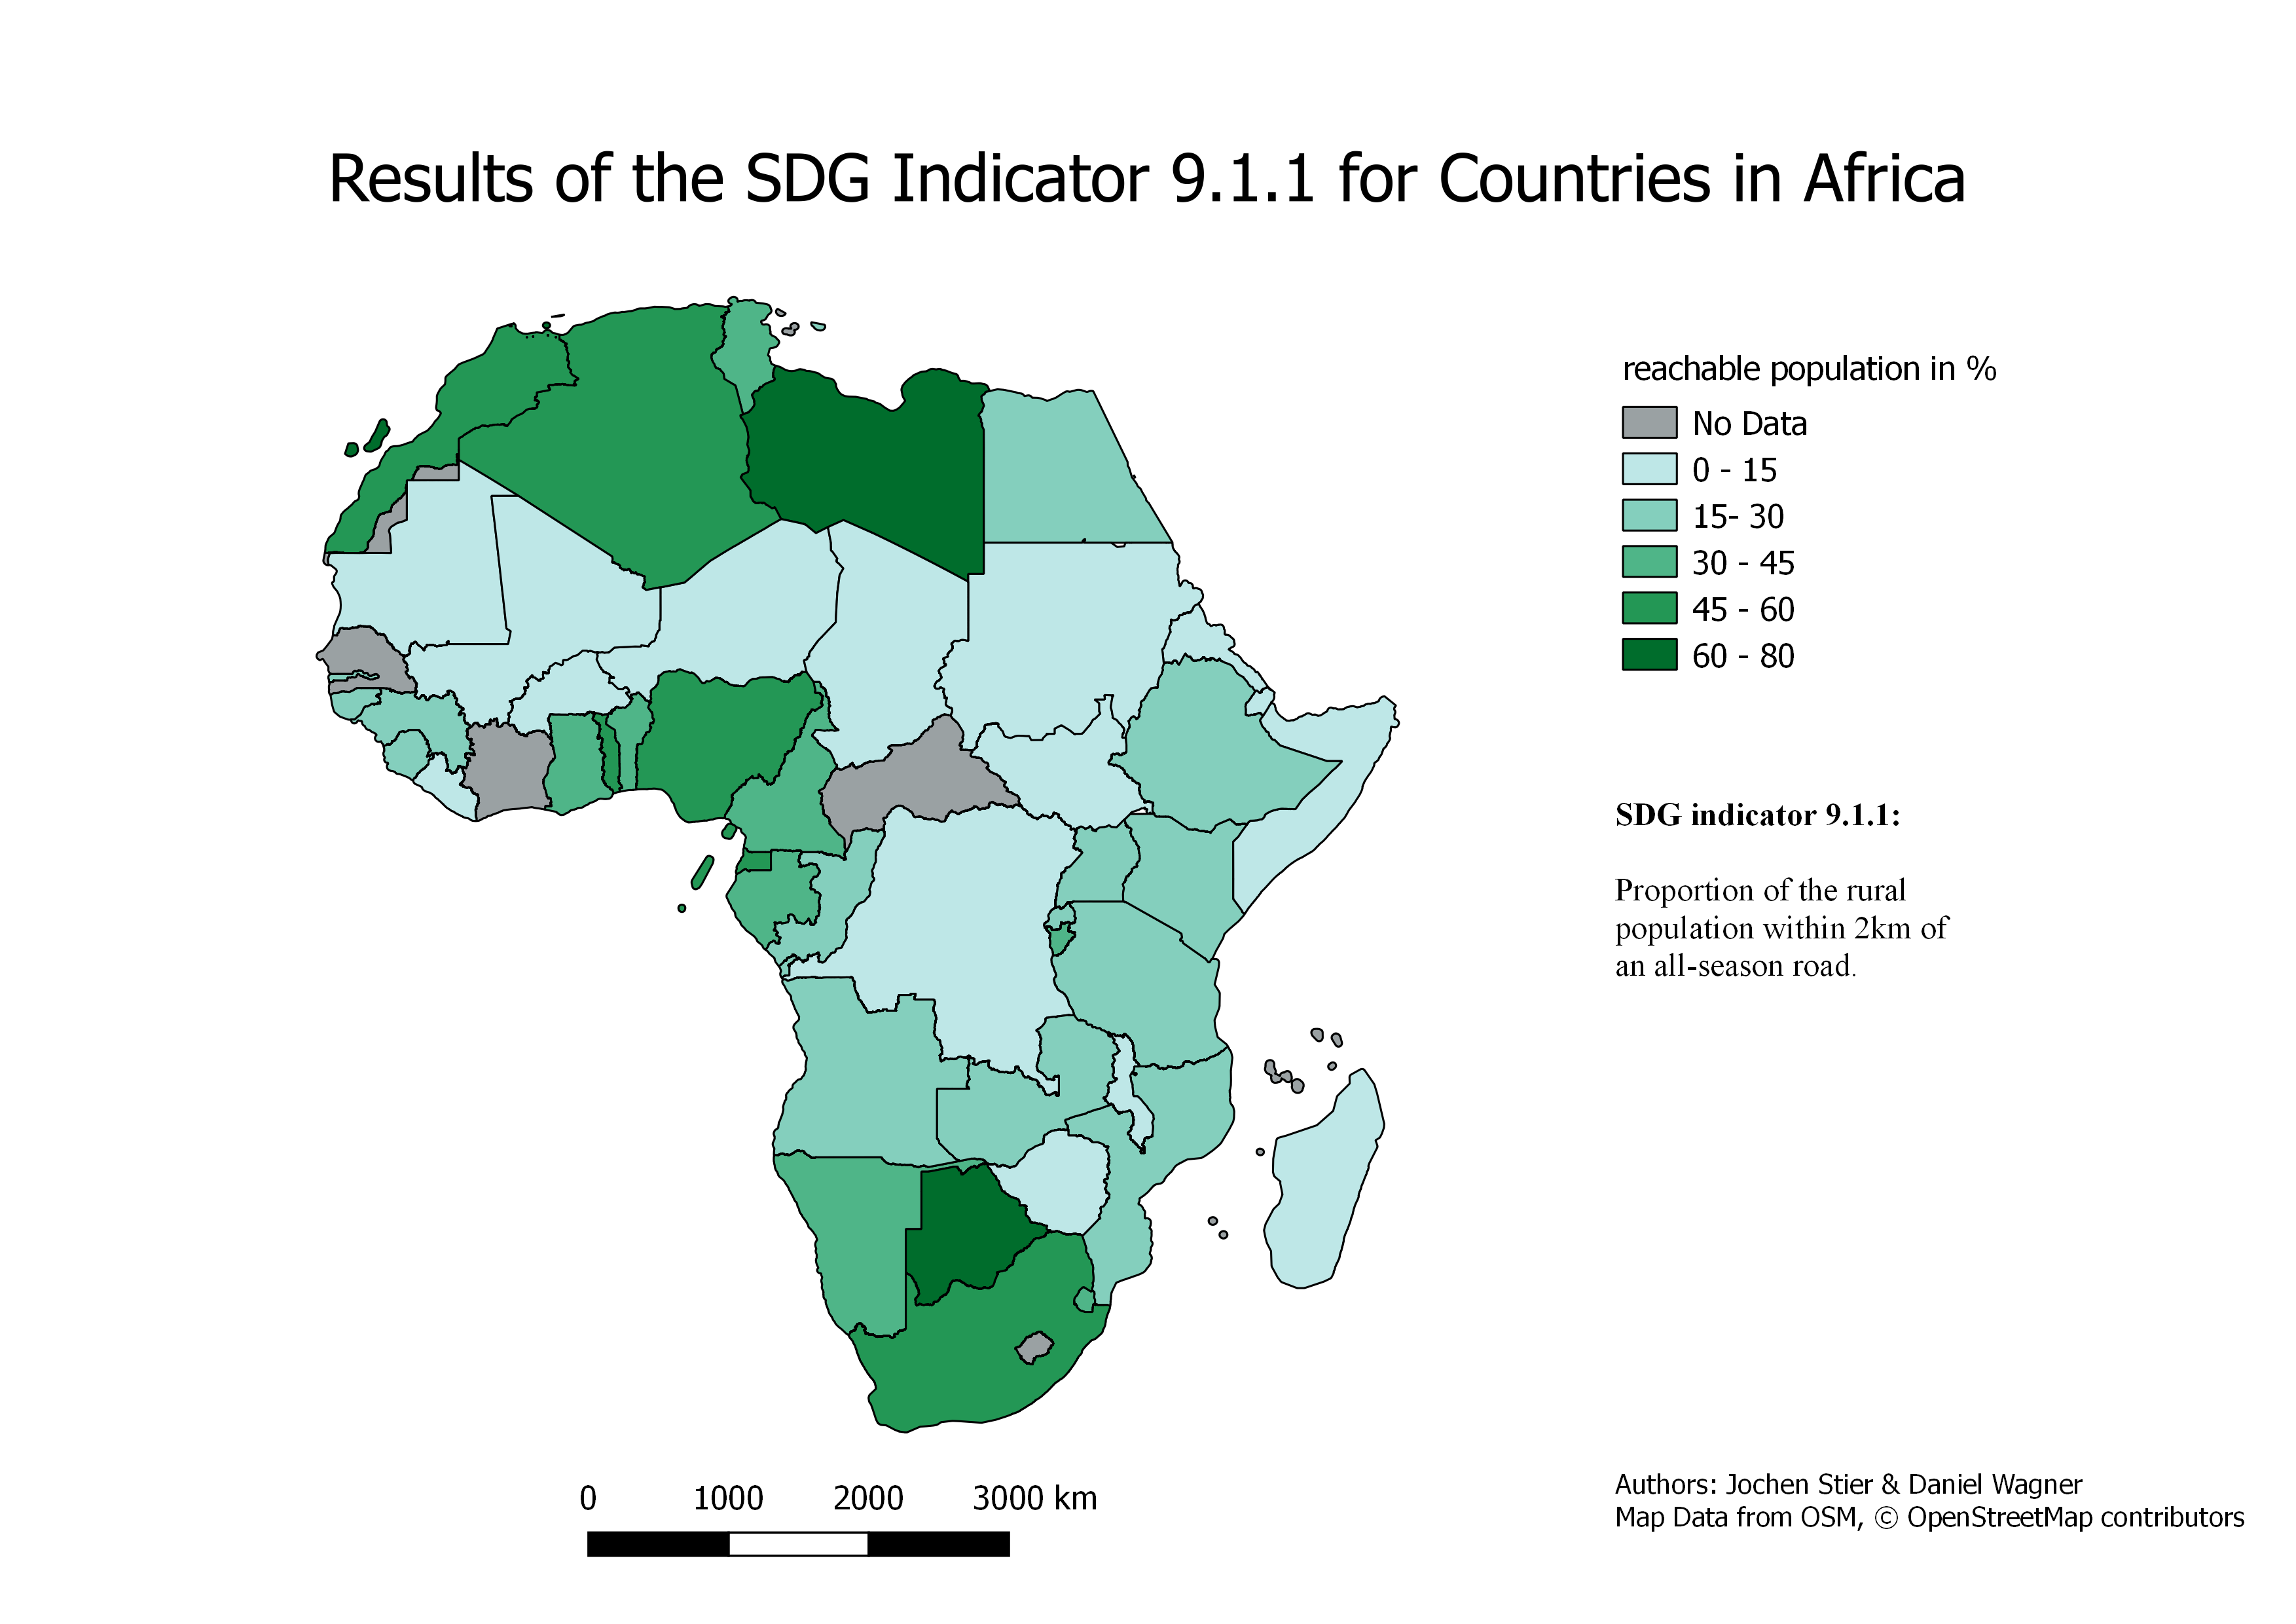 Results of the SDG Indicator 9.1.1 for Countries in Africa
reachable population in %
No Data
0 - 15
15- 30
30 - 45
45 - 60
60 - 80
SDG indicator 9.1.1:
Proportion of the rural
population within 2km of
an all-season road.
0 1000 2000 3000 km
Authors: Jochen Stier & Daniel Wagner
Map Data from OSM, © OpenStreetMap contributors